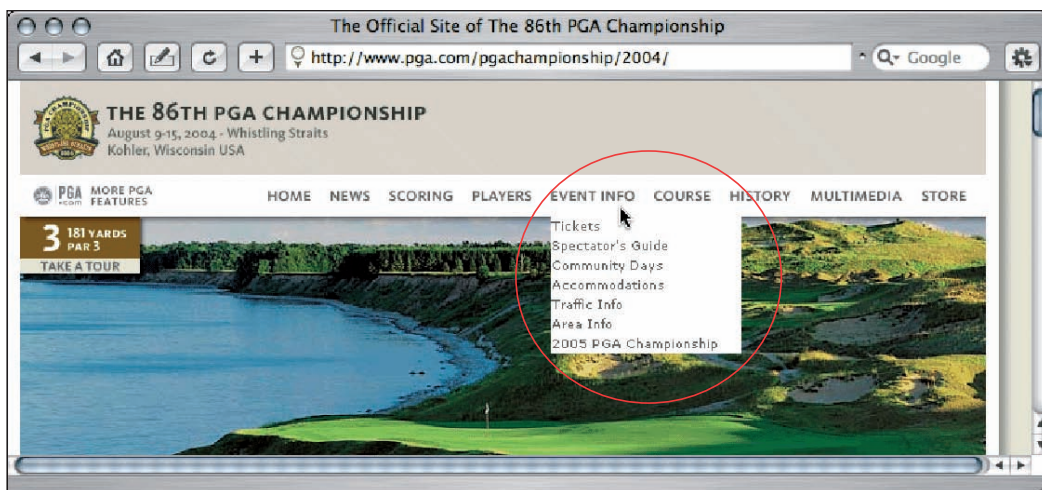 The Official Site of The 86th PGA Championship
http://www.pga.com/pgachampionship/2004/
Google
THE 86TH PGA CHAMPIONSHIP
August 9-15, 2004 - Whistling Straits
Kohler, Wisconsin USA
PGA .com MORE PGA FEATURES
HOME NEWS SCORING PLAYERS EVENT INFO COURSE HISTORY MULTIMEDIA STORE
3 181 YARDS
PAR 3
TAKE A TOUR
Tickets
Spectator's Guide
Community Days
Accommodations
Traffic Info
Area Info
2005 PGA Championship